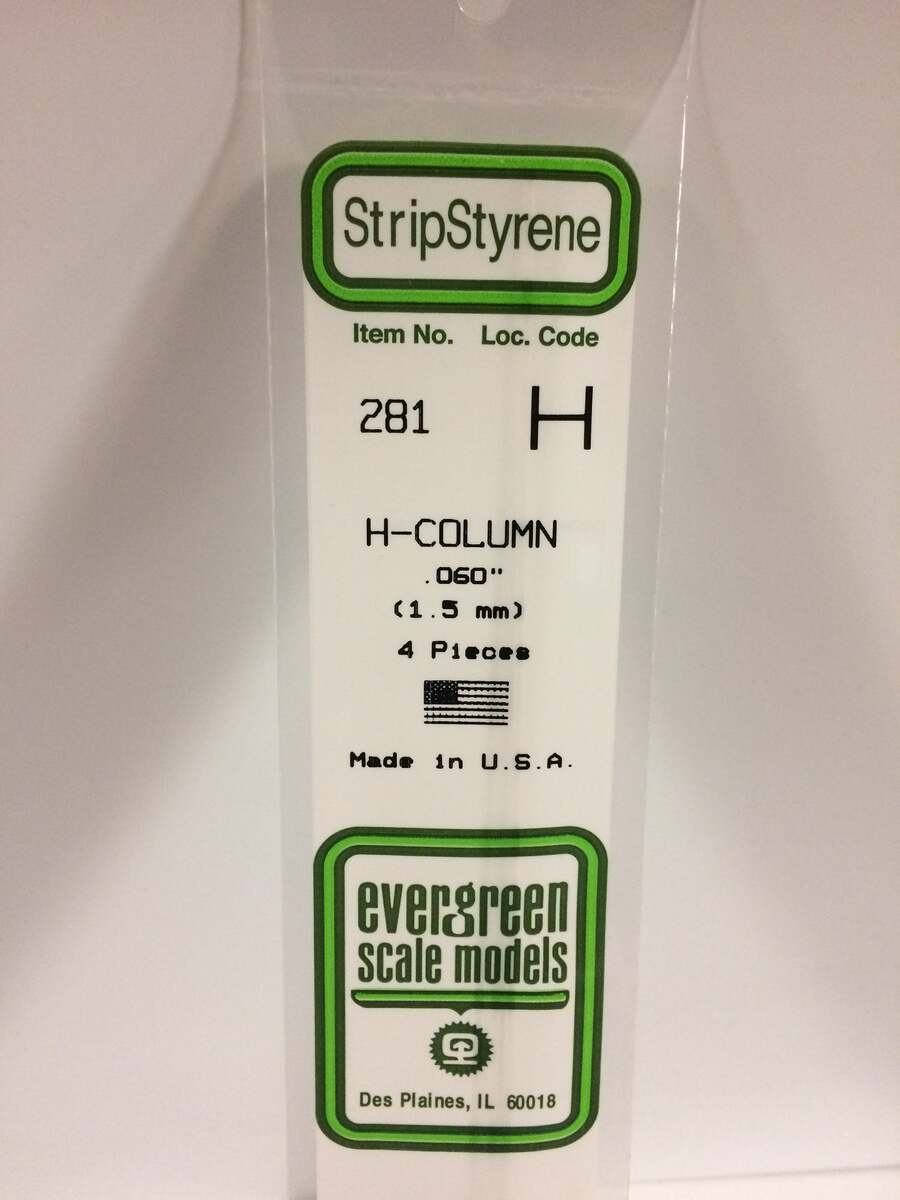 StripStyrene
Item No. Loc. Code
281 H
H-COLUMN
.060"
(1.5 mm)
4 Pieces
Made in U.S.A.
evergreen
scale models
Des Plaines, IL 60018